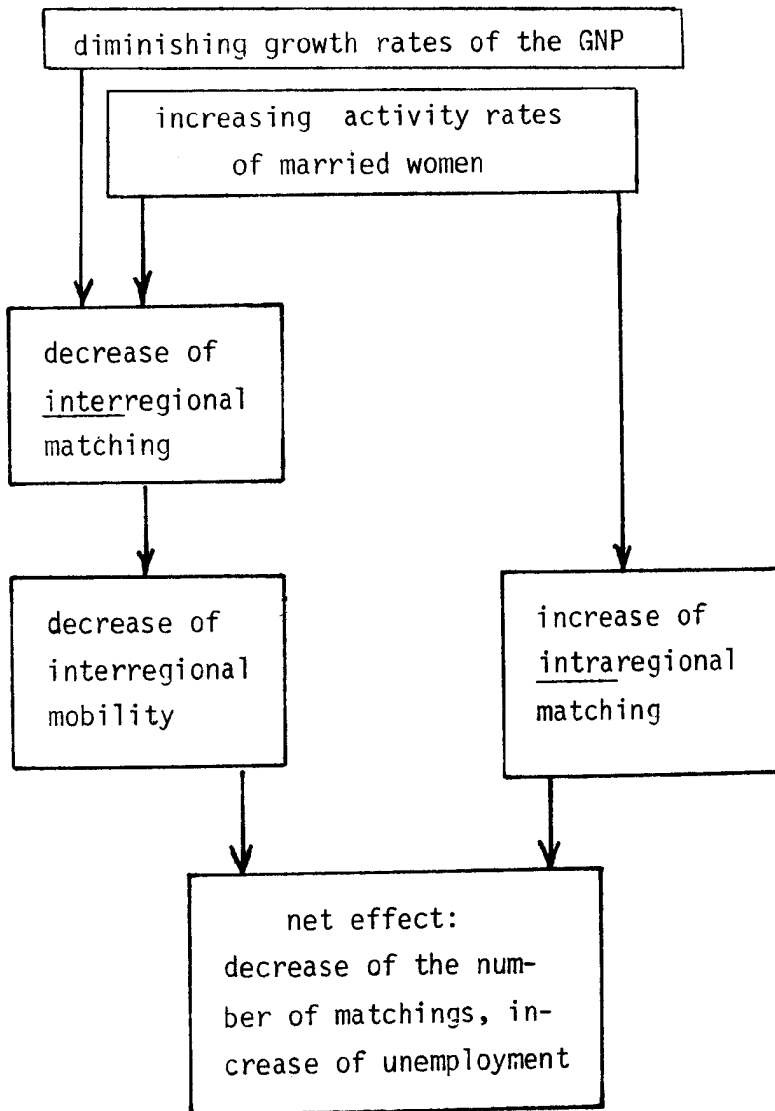 diminishing growth rates of the GNP
increasing activity rates
of married women
decrease of
interregional
matching
decrease of
interregional
mobility
increase of
intraregional
matching
net effect:
decrease of the num-
ber of matchings, in-
crease of unemployment